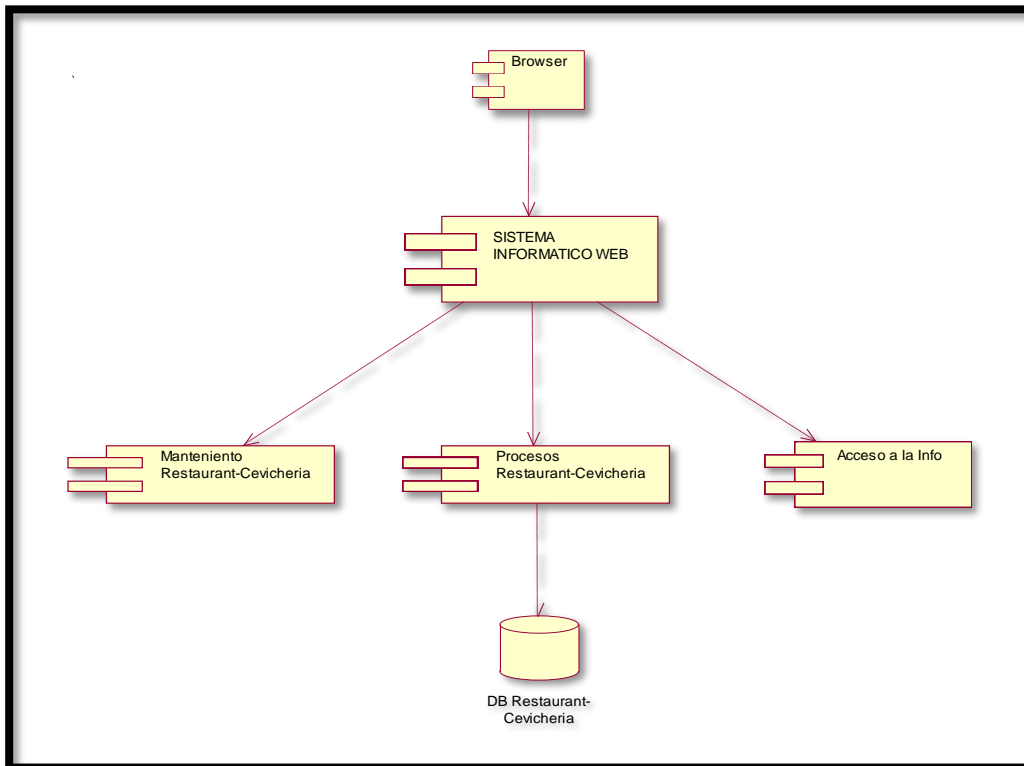 Browser
SISTEMA
INFORMATICO WEB
Manteniento
Restaurant-Cevicheria
Procesos
Restaurant-Cevicheria
Acceso a la Info
DB Restaurant-
Cevicheria